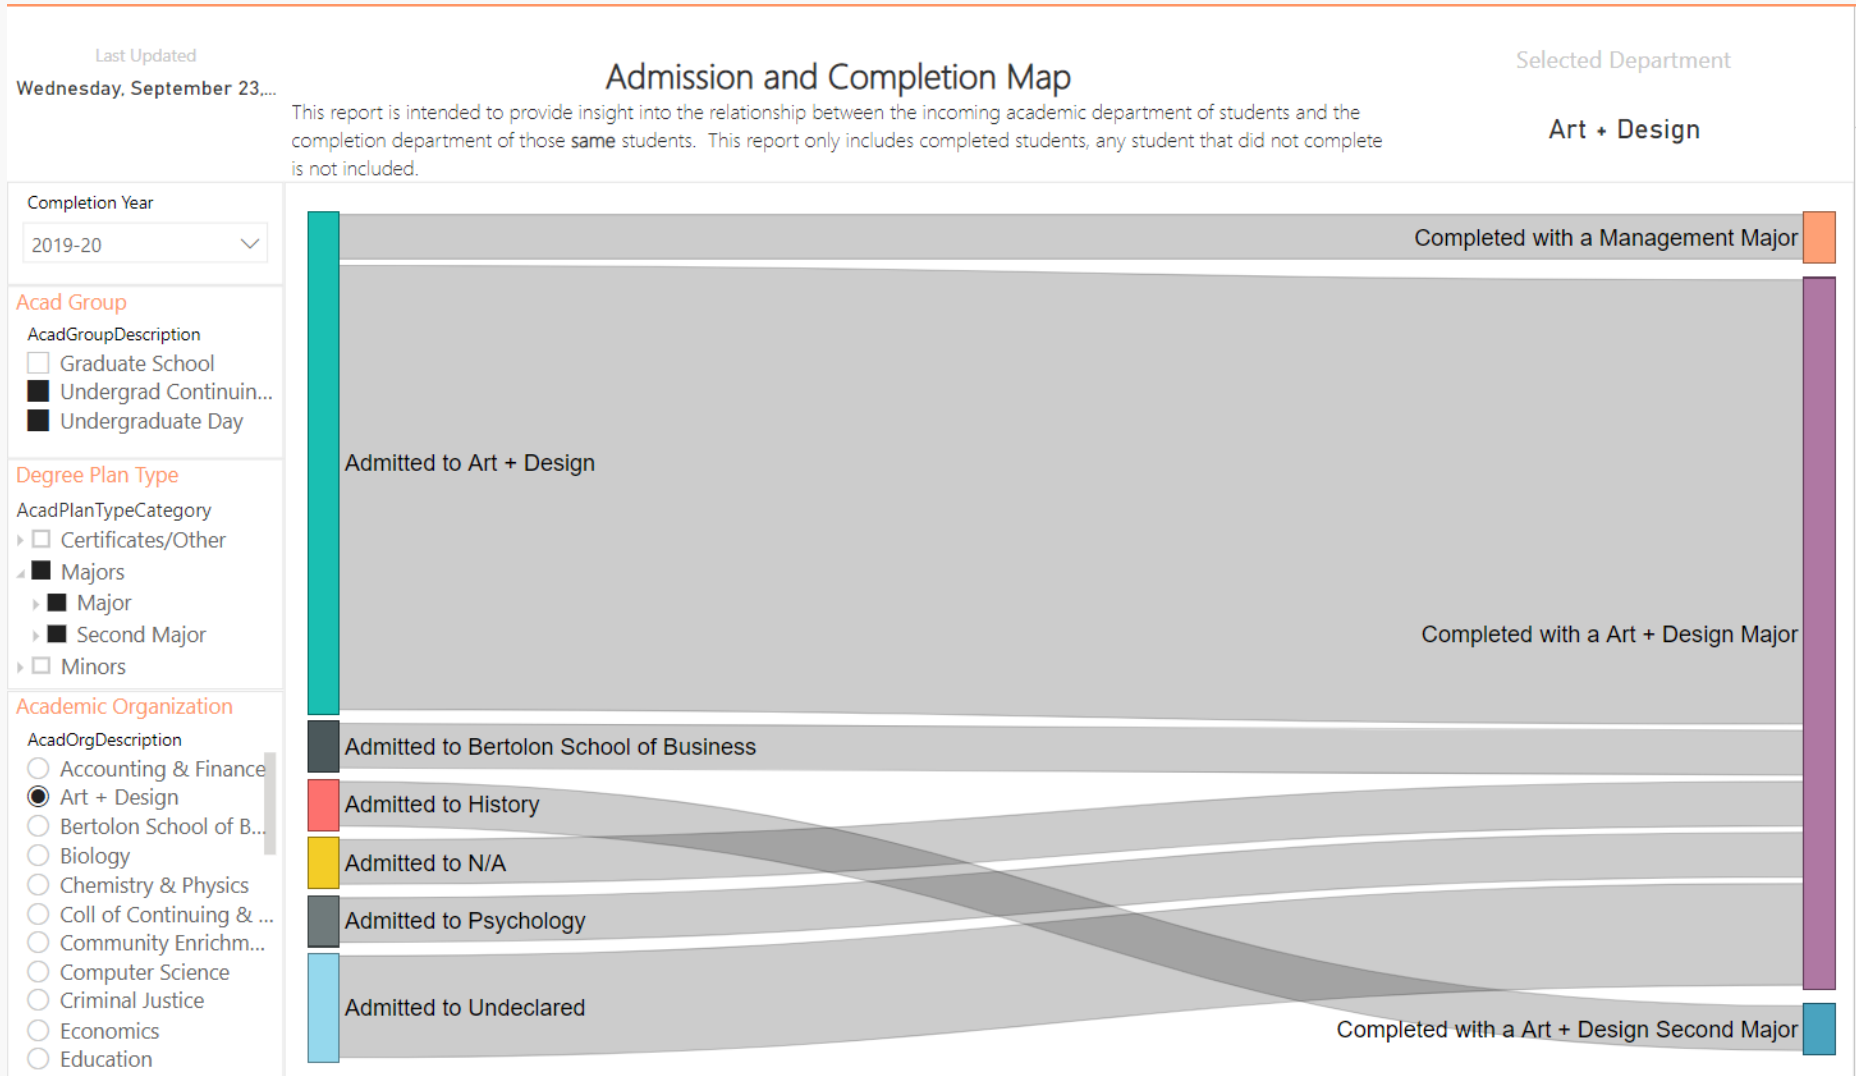 Last Updated
Wednesday, September 23,...
Admission and Completion Map
This report is intended to provide insight into the relationship between the incoming academic department of students and the
completion department of those same students. This report only includes completed students, any student that did not complete
is not included.
Selected Department
Art + Design
Completion Year
2019-20
Acad Group
AcadGroupDescription
Graduate School
Undergrad Continuin...
Undergraduate Day
Degree Plan Type
AcadPlanTypeCategory
Certificates/Other
Majors
Major
Second Major
Minors
Academic Organization
AcadOrgDescription
Accounting & Finance
Art + Design
Bertolon School of B...
Biology
Chemistry & Physics
Coll of Continuing & ...
Community Enrichm...
Computer Science
Criminal Justice
Economics
Education
Admitted to Art + Design
Admitted to Bertolon School of Business
Admitted to History
Admitted to N/A
Admitted to Psychology
Admitted to Undeclared
Completed with a Management Major
Completed with a Art + Design Major
Completed with a Art + Design Second Major